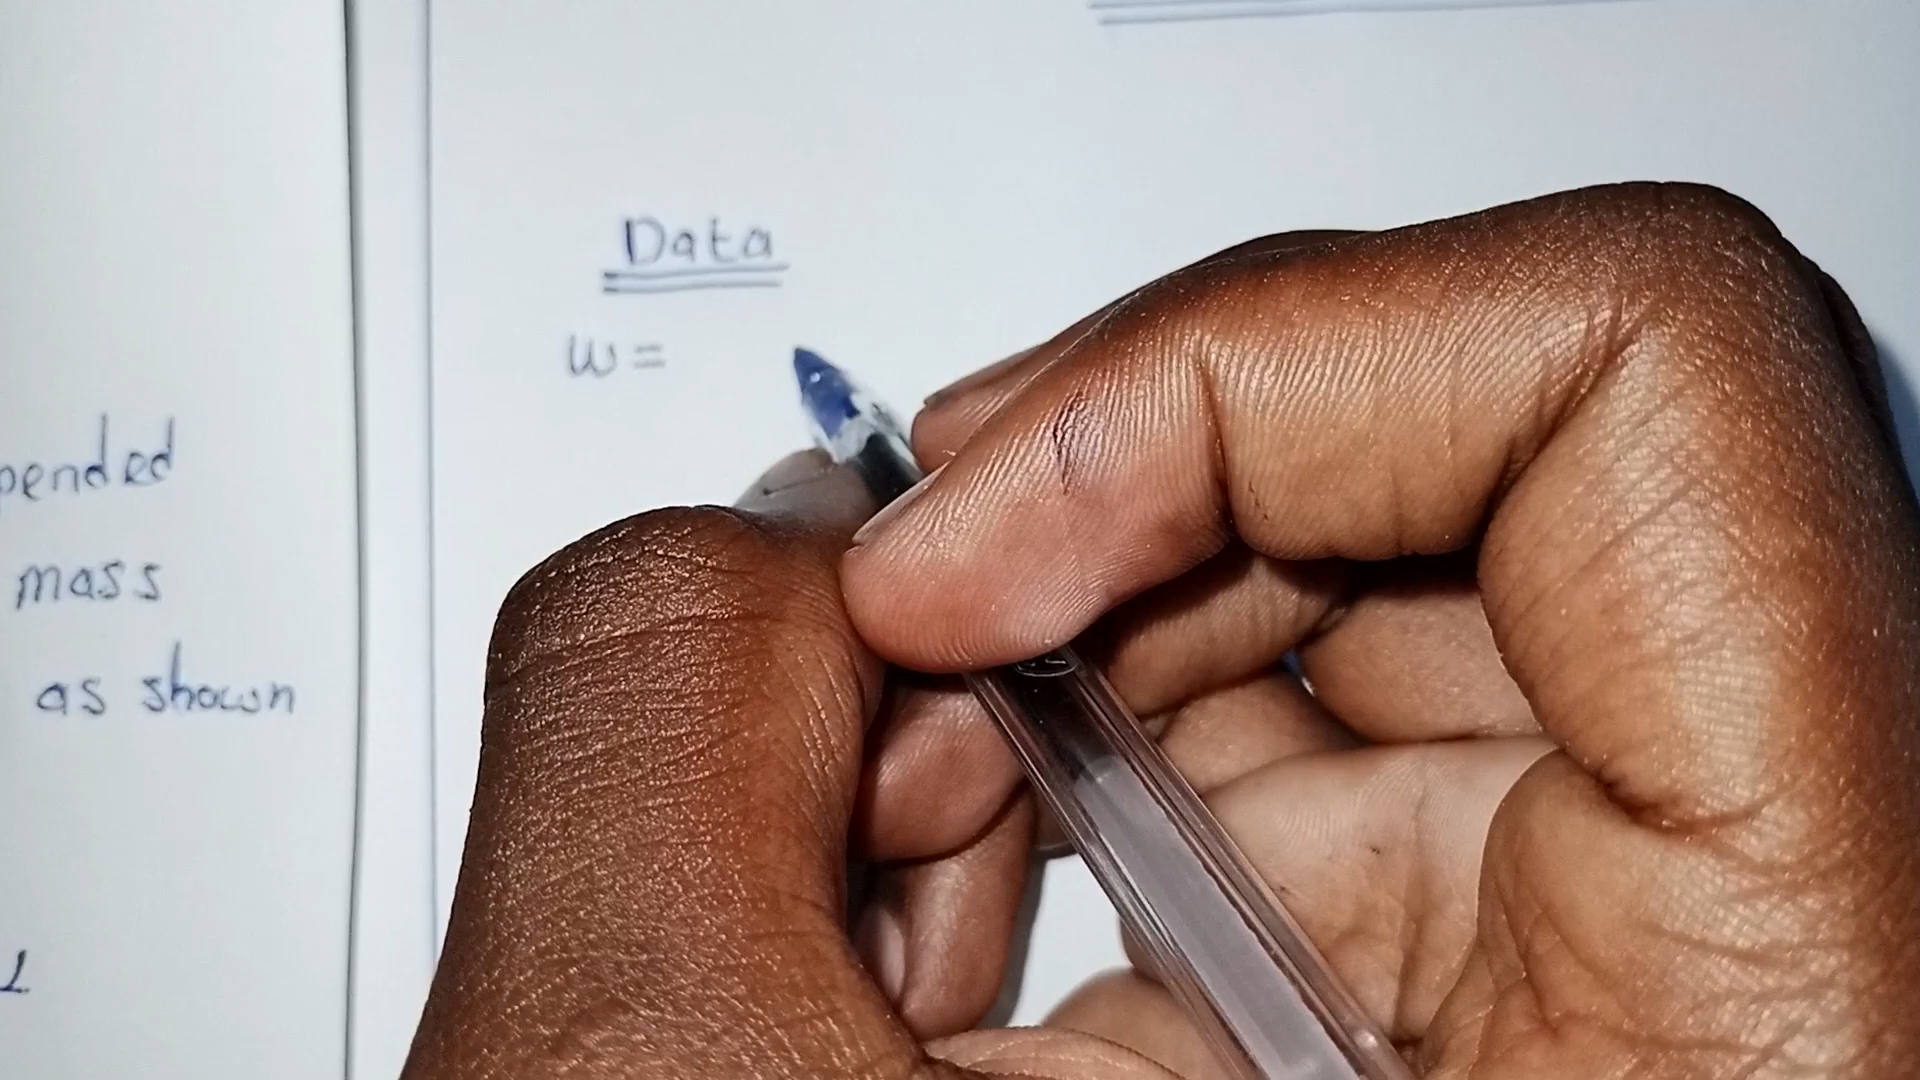 pended
mass
as shown
Data
w =